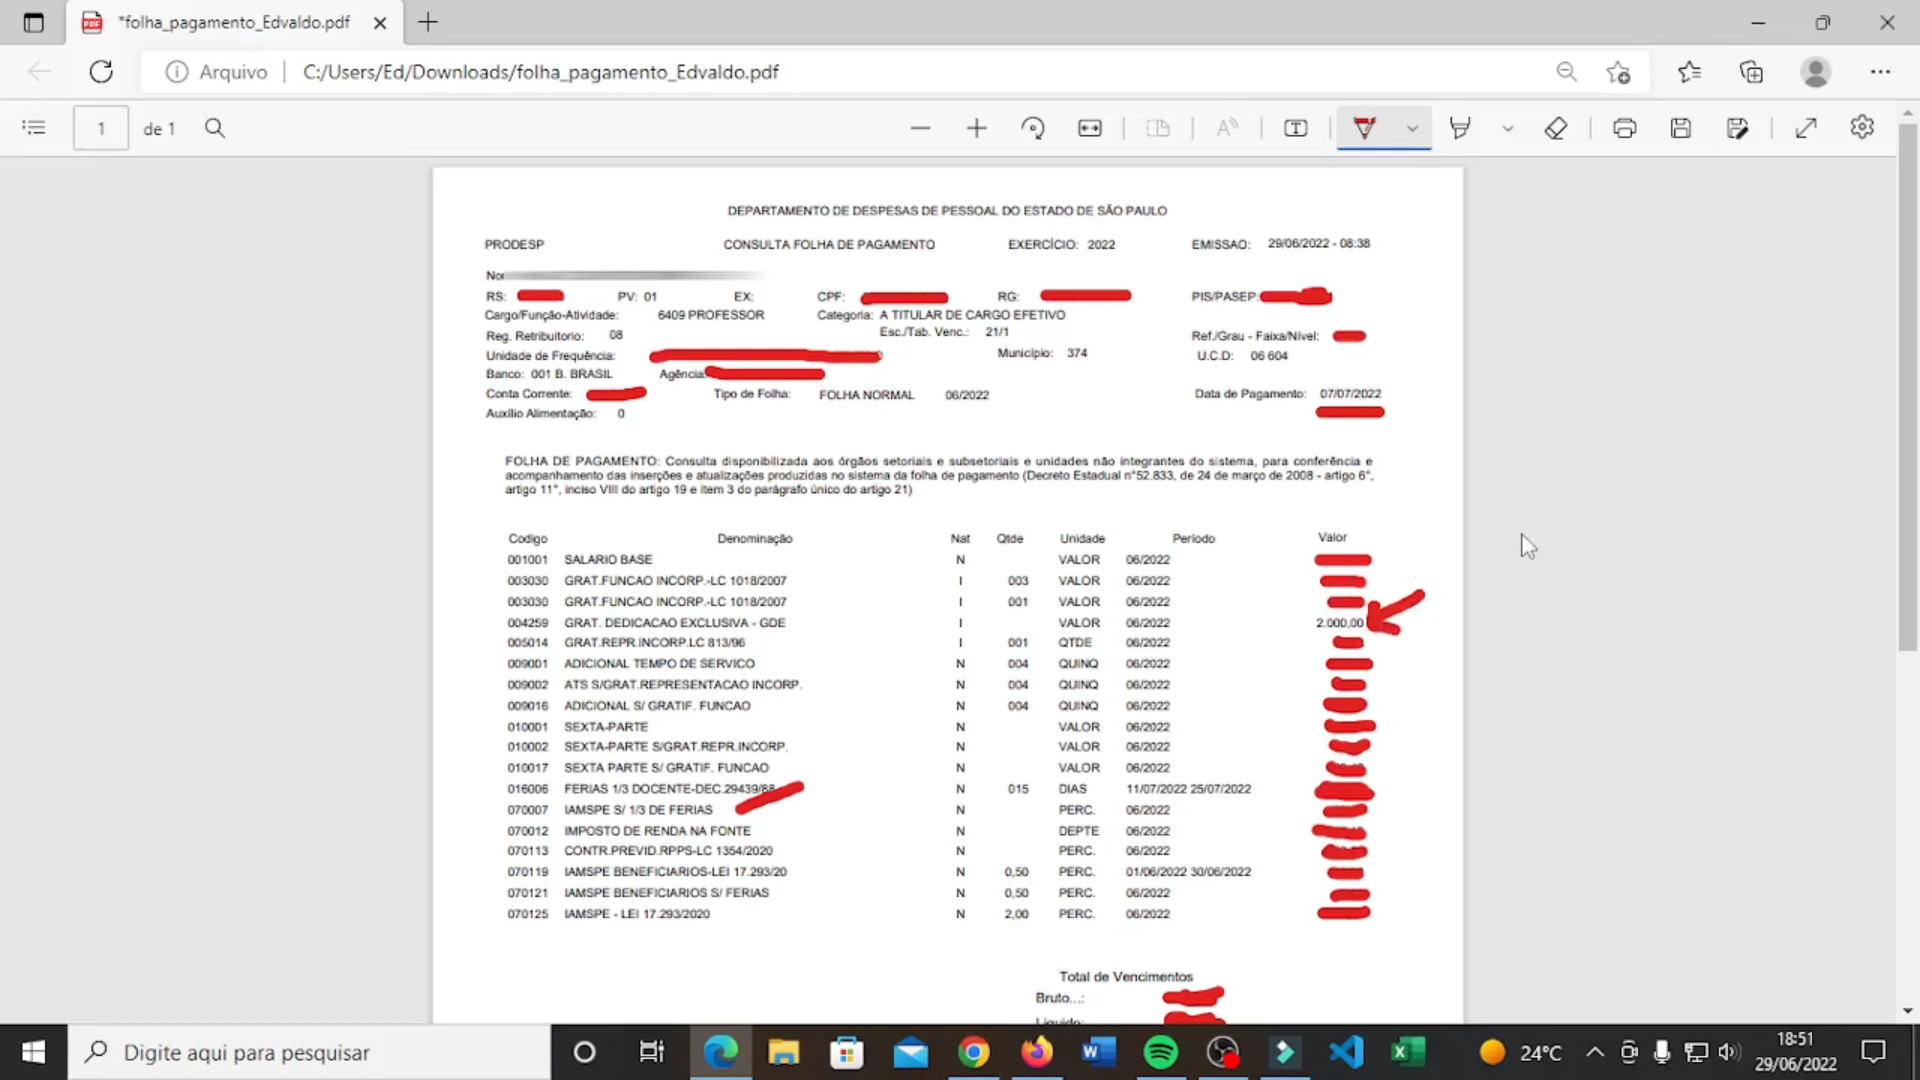 *folha_pagamento_Edvaldo.pdf
Arquivo C:/Users/Ed/Downloads/folha_pagamento_Edvaldo.pdf
1 de 1
DEPARTAMENTO DE DESPESAS DE PESSOAL DO ESTADO DE SÃO PAULO
PRODESP CONSULTA FOLHA DE PAGAMENTO EXERCÍCIO: 2022 EMISSAO: 29/06/2022 - 08:38
RS: PV: 01 EX: CPF: RG: PIS/PASEP:
Cargo/Função-Atividade: 6409 PROFESSOR Categoria: A TITULAR DE CARGO EFETIVO
Reg. Retribuitorio: 08 Esc./Tab. Venc.: 21/1 Ref./Grau - Faixa/Nível:
Unidade de Frequência: Município: 374 U.C.D: 06 604
Banco: 001 B. BRASIL Agência:
Conta Corrente: Tipo de Folha: FOLHA NORMAL 06/2022 Data de Pagamento: 07/07/2022
Auxílio Alimentação: 0
FOLHA DE PAGAMENTO: Consulta disponibilizada aos órgãos setoriais e subsetoriais e unidades não integrantes do sistema, para conferência e
acompanhamento das inserções e atualizações produzidas no sistema da folha de pagamento (Decreto Estadual n°52.833, de 24 de março de 2008 - artigo 6°,
artigo 11°, inciso VIII do artigo 19 e item 3 do parágrafo único do artigo 21)
Codigo Denominação Nat Qtde Unidade Período Valor
001001 SALARIO BASE N VALOR 06/2022
003030 GRAT.FUNCAO INCORP.-LC 1018/2007 I 003 VALOR 06/2022
003030 GRAT.FUNCAO INCORP.-LC 1018/2007 I 001 VALOR 06/2022
004259 GRAT. DEDICACAO EXCLUSIVA - GDE I VALOR 06/2022 2.000,00
005014 GRAT.REPR.INCORP.LC 813/96 I 001 QTDE 06/2022
009001 ADICIONAL TEMPO DE SERVICO N 004 QUINQ 06/2022
009002 ATS S/GRAT.REPRESENTACAO INCORP. N 004 QUINQ 06/2022
009016 ADICIONAL S/ GRATIF. FUNCAO N 004 QUINQ 06/2022
010001 SEXTA-PARTE N VALOR 06/2022
010002 SEXTA-PARTE S/GRAT.REPR.INCORP. N VALOR 06/2022
010017 SEXTA PARTE S/ GRATIF. FUNCAO N VALOR 06/2022
016006 FERIAS 1/3 DOCENTE-DEC.29439/88 N 015 DIAS 11/07/2022 25/07/2022
070007 IAMSPE S/ 1/3 DE FERIAS N PERC. 06/2022
070012 IMPOSTO DE RENDA NA FONTE N DEPTE 06/2022
070113 CONTR.PREVID.RPPS-LC 1354/2020 N PERC. 06/2022
070119 IAMSPE BENEFICIARIOS-LEI 17.293/20 N 0,50 PERC. 01/06/2022 30/06/2022
070121 IAMSPE BENEFICIARIOS S/ FERIAS N 0,50 PERC. 06/2022
070125 IAMSPE - LEI 17.293/2020 N 2,00 PERC. 06/2022
Total de Vencimentos
Bruto...:
Líquido:
Digite aqui para pesquisar
24°C
18:51
29/06/2022